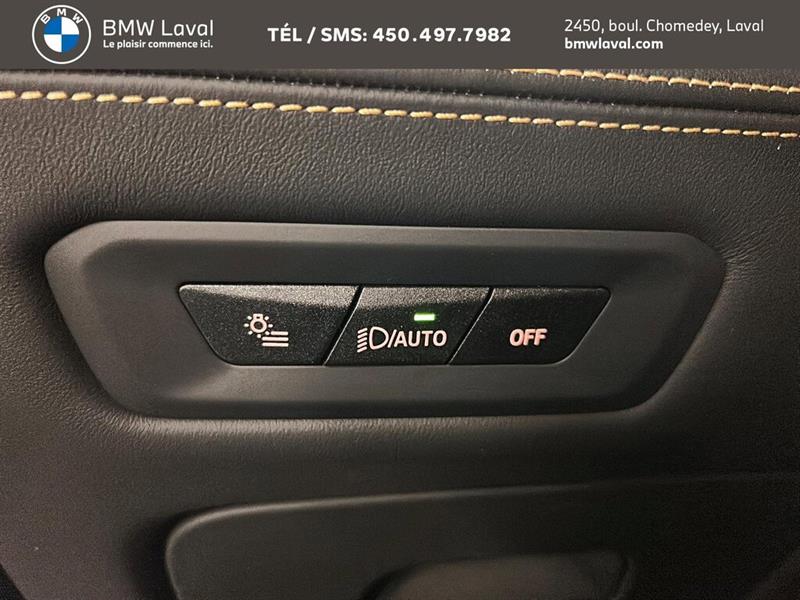 BMW
BMW Laval
Le plaisir commence ici.
TÉL / SMS: 450.497.7982
2450, boul. Chomedey, Laval
bmwlaval.com
/AUTO
OFF